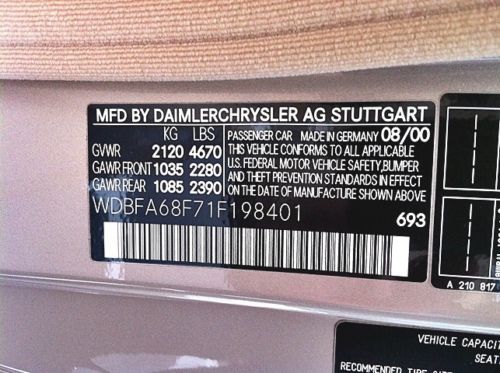 MFD BY DAIMLERCHRYSLER AG STUTTGART
KG LBS
GVWR 2120 4670
GAWR FRONT 1035 2280
GAWR REAR 1085 2390
PASSENGER CAR MADE IN GERMANY 08/00
THIS VEHICLE CONFORMS TO ALL APPLICABLE
U.S. FEDERAL MOTOR VEHICLE SAFETY, BUMPER
AND THEFT PREVENTION STANDARDS IN EFFECT
ON THE DATE OF MANUFACTURE SHOWN ABOVE
WDBFA68F71F198401
693
A 210 817
VEHICLE
SEAT
RECOMMENDED TIRE